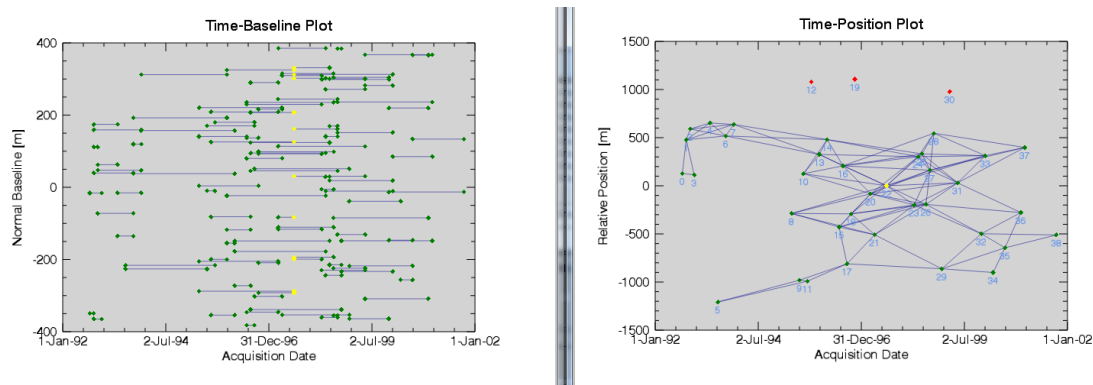 Time-Baseline Plot
Normal Baseline [m]
400
200
0
-200
-400
1-Jan-92
2-Jul-94
31-Dec-96
2-Jul-99
1-Jan-02
Acquisition Date
Time-Position Plot
Relative Position [m]
1500
1000
500
0
-500
-1000
-1500
12
19
30
7
6
14
13
28
33
37
0
3
10
16
31
20
22
8
18
23
26
36
15
21
32
38
35
17
29
34
9
11
5
1-Jan-92
2-Jul-94
31-Dec-96
2-Jul-99
1-Jan-02
Acquisition Date